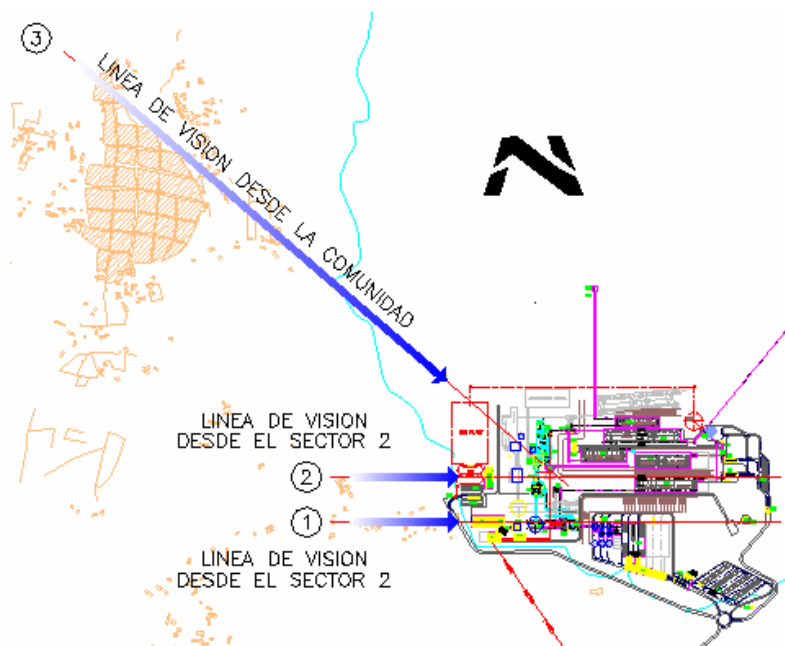 3
LINEA DE VISION DESDE LA COMUNIDAD
LINEA DE VISION
DESDE EL SECTOR 2
2
1
LINEA DE VISION
DESDE EL SECTOR 2